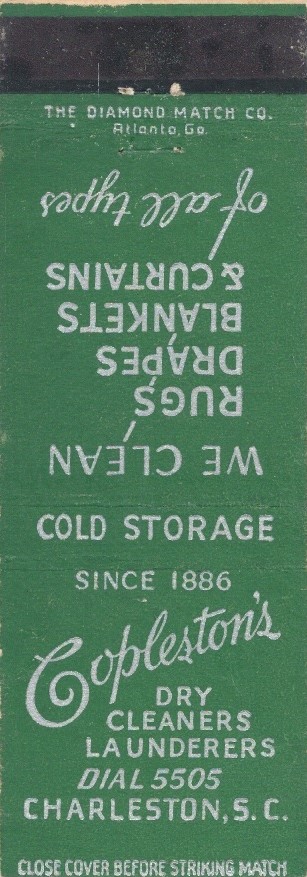 THE DIAMOND MATCH CO.
Atlanta, Ga.
WE CLEAN
RUGS,
DRAPES,
BLANKETS
& CURTAINS
of all types
COLD STORAGE
SINCE 1886
Copleston's
DRY
CLEANERS
LAUNDERERS
DIAL 5505
CHARLESTON, S. C.
CLOSE COVER BEFORE STRIKING MATCH